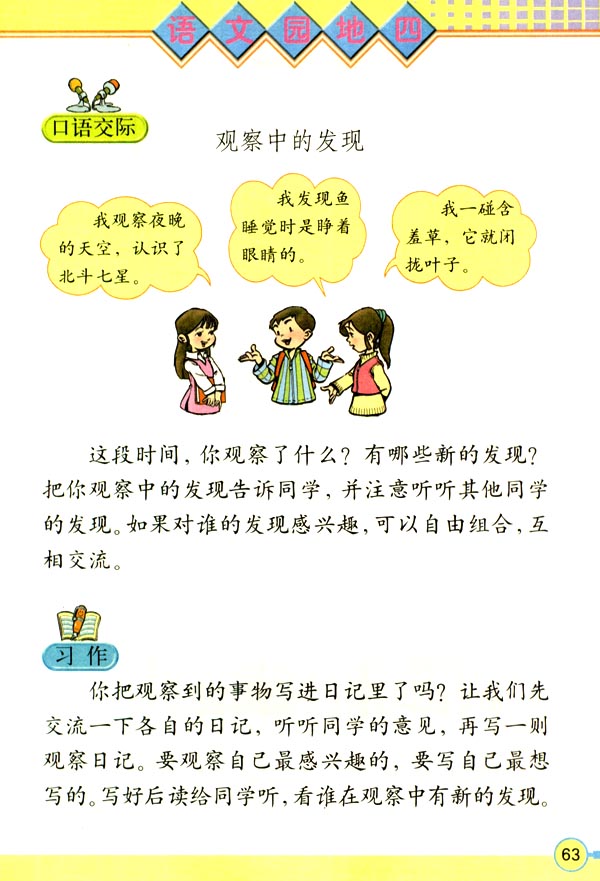 语文园地四
口语交际
观察中的发现
我观察夜晚
的天空，认识了
北斗七星。
我发现鱼
睡觉时是睁着
眼睛的。
我一碰含
羞草，它就闭
拢叶子。
这段时间，你观察了什么？有哪些新的发现？
把你观察中的发现告诉同学，并注意听听其他同学
的发现。如果对谁的发现感兴趣，可以自由组合，互
相交流。
习作
你把观察到的事物写进日记里了吗？让我们先
交流一下各自的日记，听听同学的意见，再写一则
观察日记。要观察自己最感兴趣的，要写自己最想
写的。写好后读给同学听，看谁在观察中有新的发现。
63